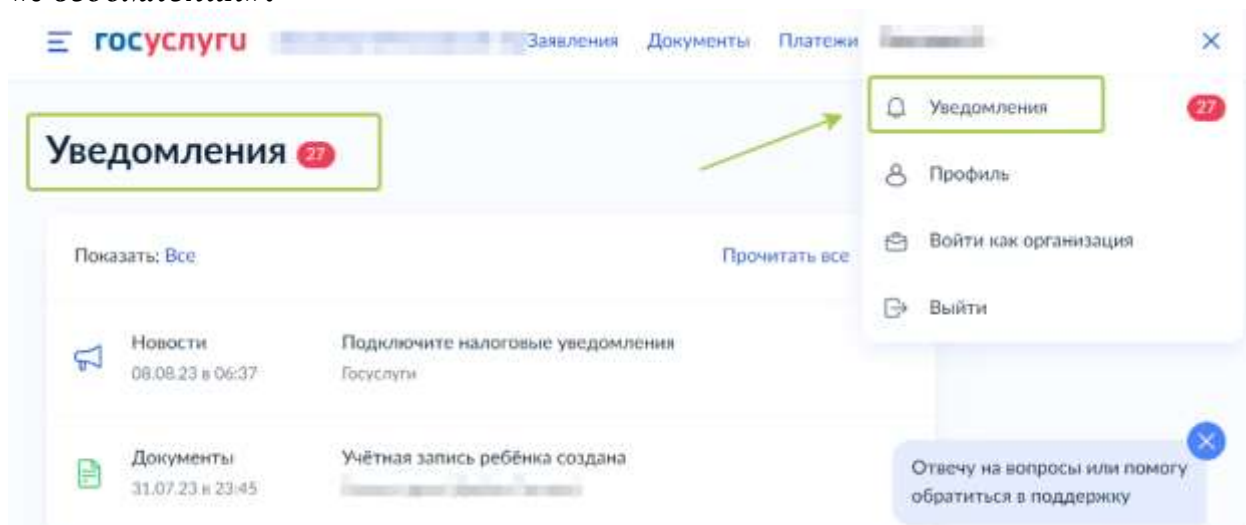 госуслуги Заявления Документы Платежи
Уведомления 27
Уведомления 27
Профиль
Войти как организация
Выйти
Показать: Все Прочитать все
Новости Подключите налоговые уведомления
08.08.23 в 06:37 Госуслуги
Документы Учётная запись ребёнка создана
31.07.23 в 23:45
Отвечу на вопросы или помогу
обратиться в поддержку